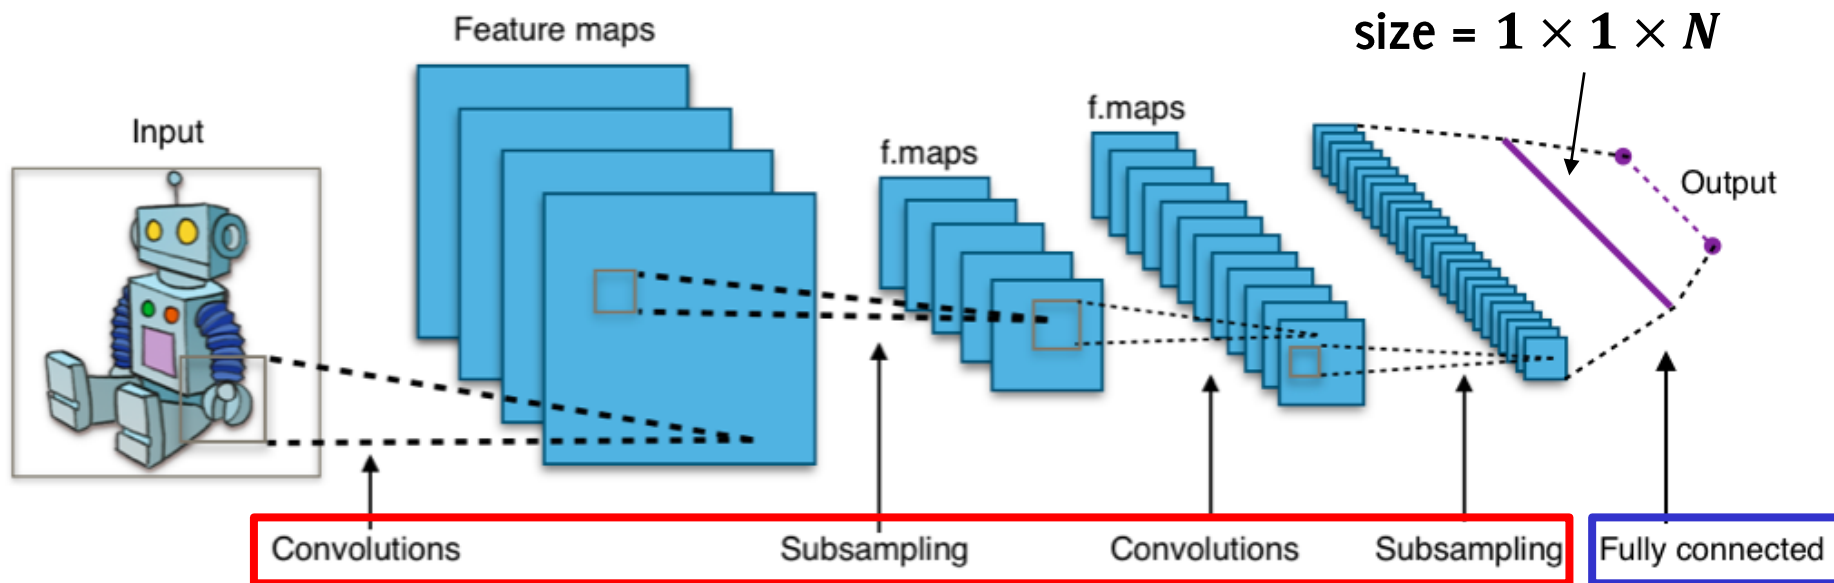 Feature maps
size = 1 × 1 × N
Input
f.maps
f.maps
Output
Convolutions
Subsampling
Convolutions
Subsampling
Fully connected